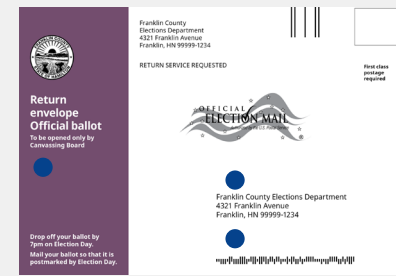 Franklin County
Elections Department
4321 Franklin Avenue
Franklin, HN 99999-1234
RETURN SERVICE REQUESTED
First class
postage
required
Return
envelope
Official ballot
To be opened only by
Canvassing Board
OFFICIAL
ELECTION MAIL
®
Franklin County Elections Department
4321 Franklin Avenue
Franklin, HN 99999-1234
Drop off your ballot by
7pm on Election Day.
Mail your ballot so that it is
postmarked by Election Day.